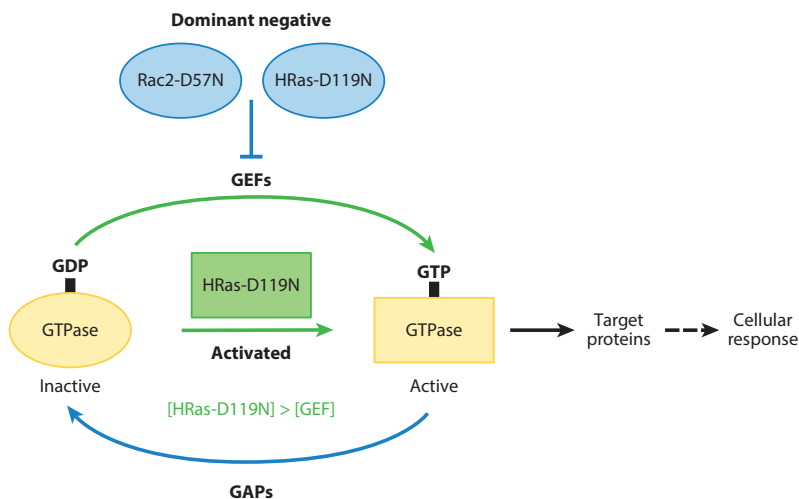 Dominant negative
Rac2-D57N
HRas-D119N
GEFs
GDP
HRas-D119N
GTP
GTPase
Activated
GTPase
Target
proteins
Cellular
response
Inactive
Active
[HRas-D119N] > [GEF]
GAPs